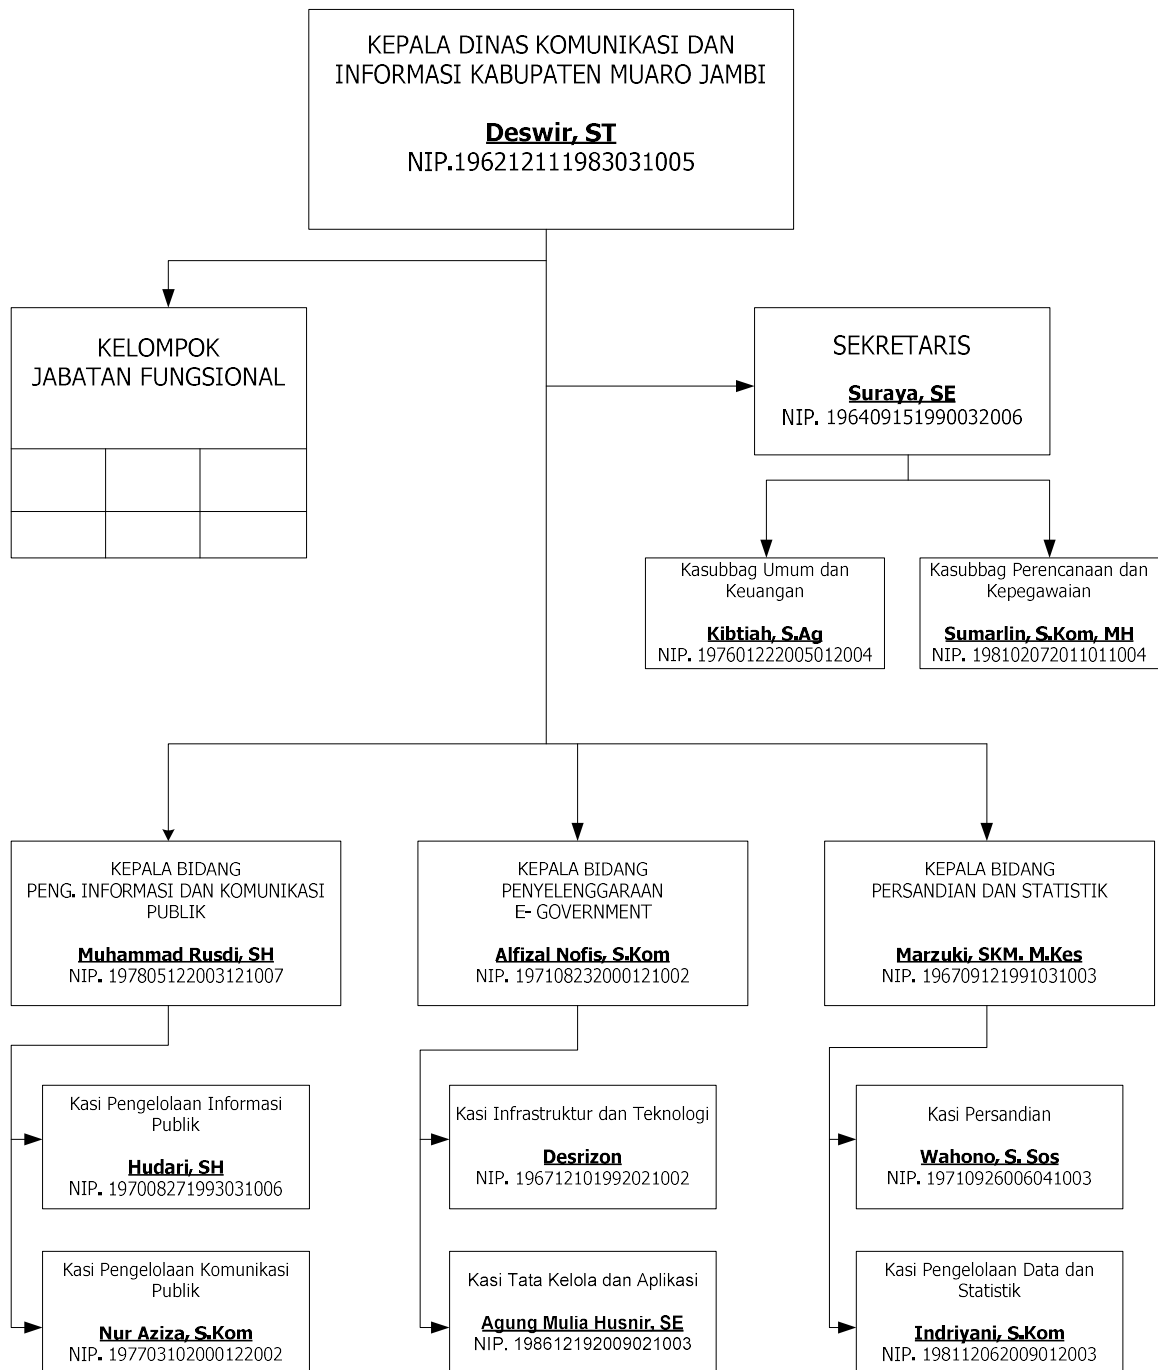 KEPALA DINAS KOMUNIKASI DAN
INFORMASI KABUPATEN MUARO JAMBI
Deswir, ST
NIP.196212111983031005
KELOMPOK
JABATAN FUNGSIONAL
SEKRETARIS
Suraya, SE
NIP. 196409151990032006
Kasubbag Umum dan
Keuangan
Kibtiah, S.Ag
NIP. 197601222005012004
Kasubbag Perencanaan dan
Kepegawaian
Sumarlin, S.Kom, MH
NIP. 198102072011011004
KEPALA BIDANG
PENG. INFORMASI DAN KOMUNIKASI
PUBLIK
Muhammad Rusdi, SH
NIP. 197805122003121007
KEPALA BIDANG
PENYELENGGARAAN
E- GOVERNMENT
Alfizal Nofis, S.Kom
NIP. 197108232000121002
KEPALA BIDANG
PERSANDIAN DAN STATISTIK
Marzuki, SKM. M.Kes
NIP. 196709121991031003
Kasi Pengelolaan Informasi
Publik
Hudari, SH
NIP. 197008271993031006
Kasi Infrastruktur dan Teknologi
Desrizon
NIP. 196712101992021002
Kasi Persandian
Wahono, S. Sos
NIP. 19710926006041003
Kasi Pengelolaan Komunikasi
Publik
Nur Aziza, S.Kom
NIP. 197703102000122002
Kasi Tata Kelola dan Aplikasi
Agung Mulia Husnir, SE
NIP. 198612192009021003
Kasi Pengelolaan Data dan
Statistik
Indriyani, S.Kom
NIP. 198112062009012003